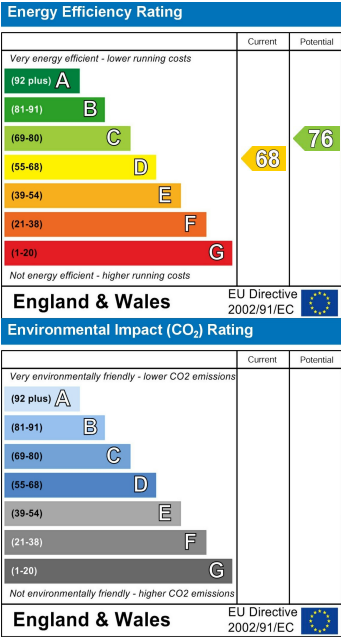 Energy Efficiency Rating
Current Potential
Very energy efficient - lower running costs
(92 plus) A
(81-91) B
(69-80) C
76
(55-68) D
68
(39-54) E
(21-38) F
(1-20) G
Not energy efficient - higher running costs
England & Wales
EU Directive
2002/91/EC
Environmental Impact (CO₂) Rating
Current Potential
Very environmentally friendly - lower CO2 emissions
(92 plus) A
(81-91) B
(69-80) C
(55-68) D
(39-54) E
(21-38) F
(1-20) G
Not environmentally friendly - higher CO2 emissions
England & Wales
EU Directive
2002/91/EC